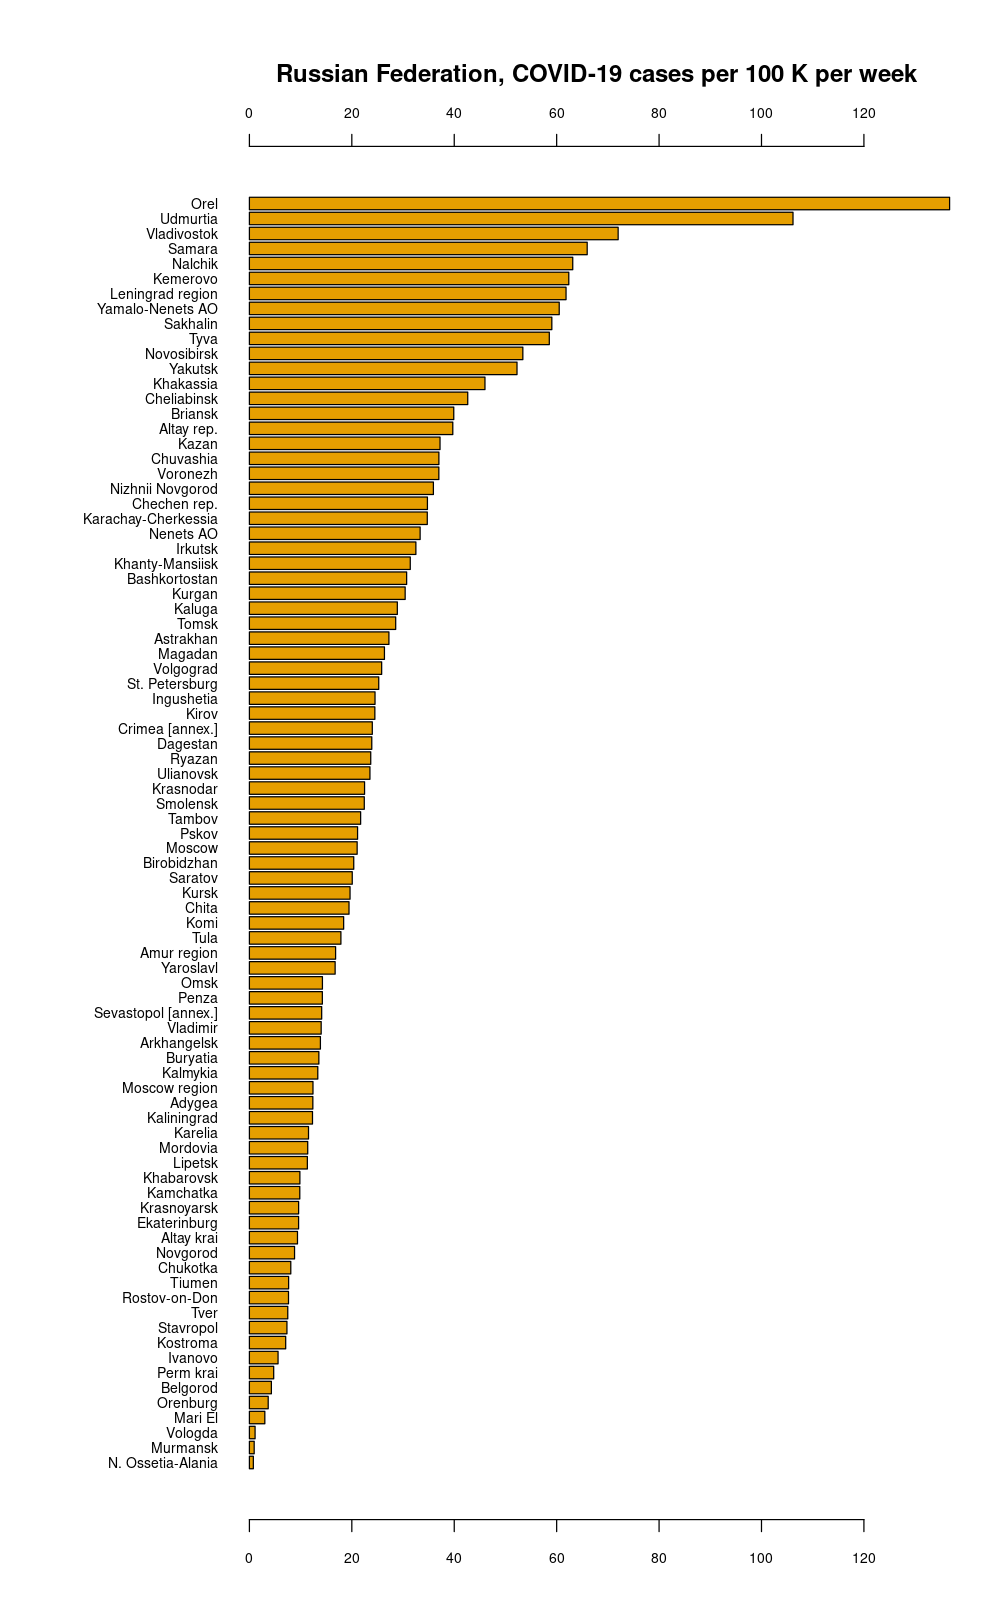 Russian Federation, COVID-19 cases per 100 K per week
0 20 40 60 80 100 120
Orel
Udmurtia
Vladivostok
Samara
Nalchik
Kemerovo
Leningrad region
Yamalo-Nenets AO
Sakhalin
Tyva
Novosibirsk
Yakutsk
Khakassia
Cheliabinsk
Briansk
Altay rep.
Kazan
Chuvashia
Voronezh
Nizhnii Novgorod
Chechen rep.
Karachay-Cherkessia
Nenets AO
Irkutsk
Khanty-Mansiisk
Bashkortostan
Kurgan
Kaluga
Tomsk
Astrakhan
Magadan
Volgograd
St. Petersburg
Ingushetia
Kirov
Crimea [annex.]
Dagestan
Ryazan
Ulianovsk
Krasnodar
Smolensk
Tambov
Pskov
Moscow
Birobidzhan
Saratov
Kursk
Chita
Komi
Tula
Amur region
Yaroslavl
Omsk
Penza
Sevastopol [annex.]
Vladimir
Arkhangelsk
Buryatia
Kalmykia
Moscow region
Adygea
Kaliningrad
Karelia
Mordovia
Lipetsk
Khabarovsk
Kamchatka
Krasnoyarsk
Ekaterinburg
Altay krai
Novgorod
Chukotka
Tiumen
Rostov-on-Don
Tver
Stavropol
Kostroma
Ivanovo
Perm krai
Belgorod
Orenburg
Mari El
Vologda
Murmansk
N. Ossetia-Alania
0 20 40 60 80 100 120